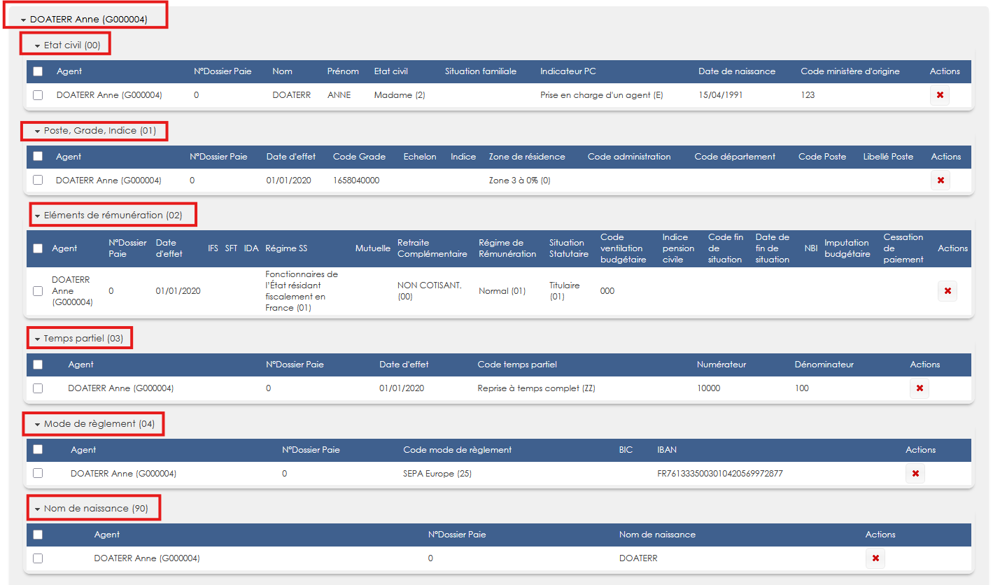 DOATERR Anne (G000004)
Etat civil (00)
Agent N°Dossier Paie Nom Prénom Etat civil Situation familiale Indicateur PC Date de naissance Code ministère d'origine Actions
DOATERR Anne (G000004) 0 DOATERR ANNE Madame (2) Prise en charge d'un agent (E) 15/04/1991 123
Poste, Grade, Indice (01)
Agent N°Dossier Paie Date d'effet Code Grade Echelon Indice Zone de résidence Code administration Code département Code Poste Libellé Poste Actions
DOATERR Anne (G000004) 0 01/01/2020 1658040000 Zone 3 à 0% (0)
Eléments de rémunération (02)
Agent N°Dossier Paie Date d'effet IFS SFT IDA Régime SS Mutuelle Retraite Complémentaire Régime de Rémunération Situation Statutaire Code ventilation budgétaire Indice pension civile Code fin de situation Date de fin de situation NBI Imputation budgétaire Cessation de paiement Actions
DOATERR Anne (G000004) 0 01/01/2020 Fonctionnaires de l'État résidant fiscalement en France (01) NON COTISANT. (00) Normal (01) Titulaire (01) 000
Temps partiel (03)
Agent N°Dossier Paie Date d'effet Code temps partiel Numérateur Dénominateur Actions
DOATERR Anne (G000004) 0 01/01/2020 Reprise à temps complet (ZZ) 10000 100
Mode de règlement (04)
Agent N°Dossier Paie Code mode de règlement BIC IBAN Actions
DOATERR Anne (G000004) 0 SEPA Europe (25) FR7613335003010420569972877
Nom de naissance (90)
Agent N°Dossier Paie Nom de naissance Actions
DOATERR Anne (G000004) 0 DOATERR